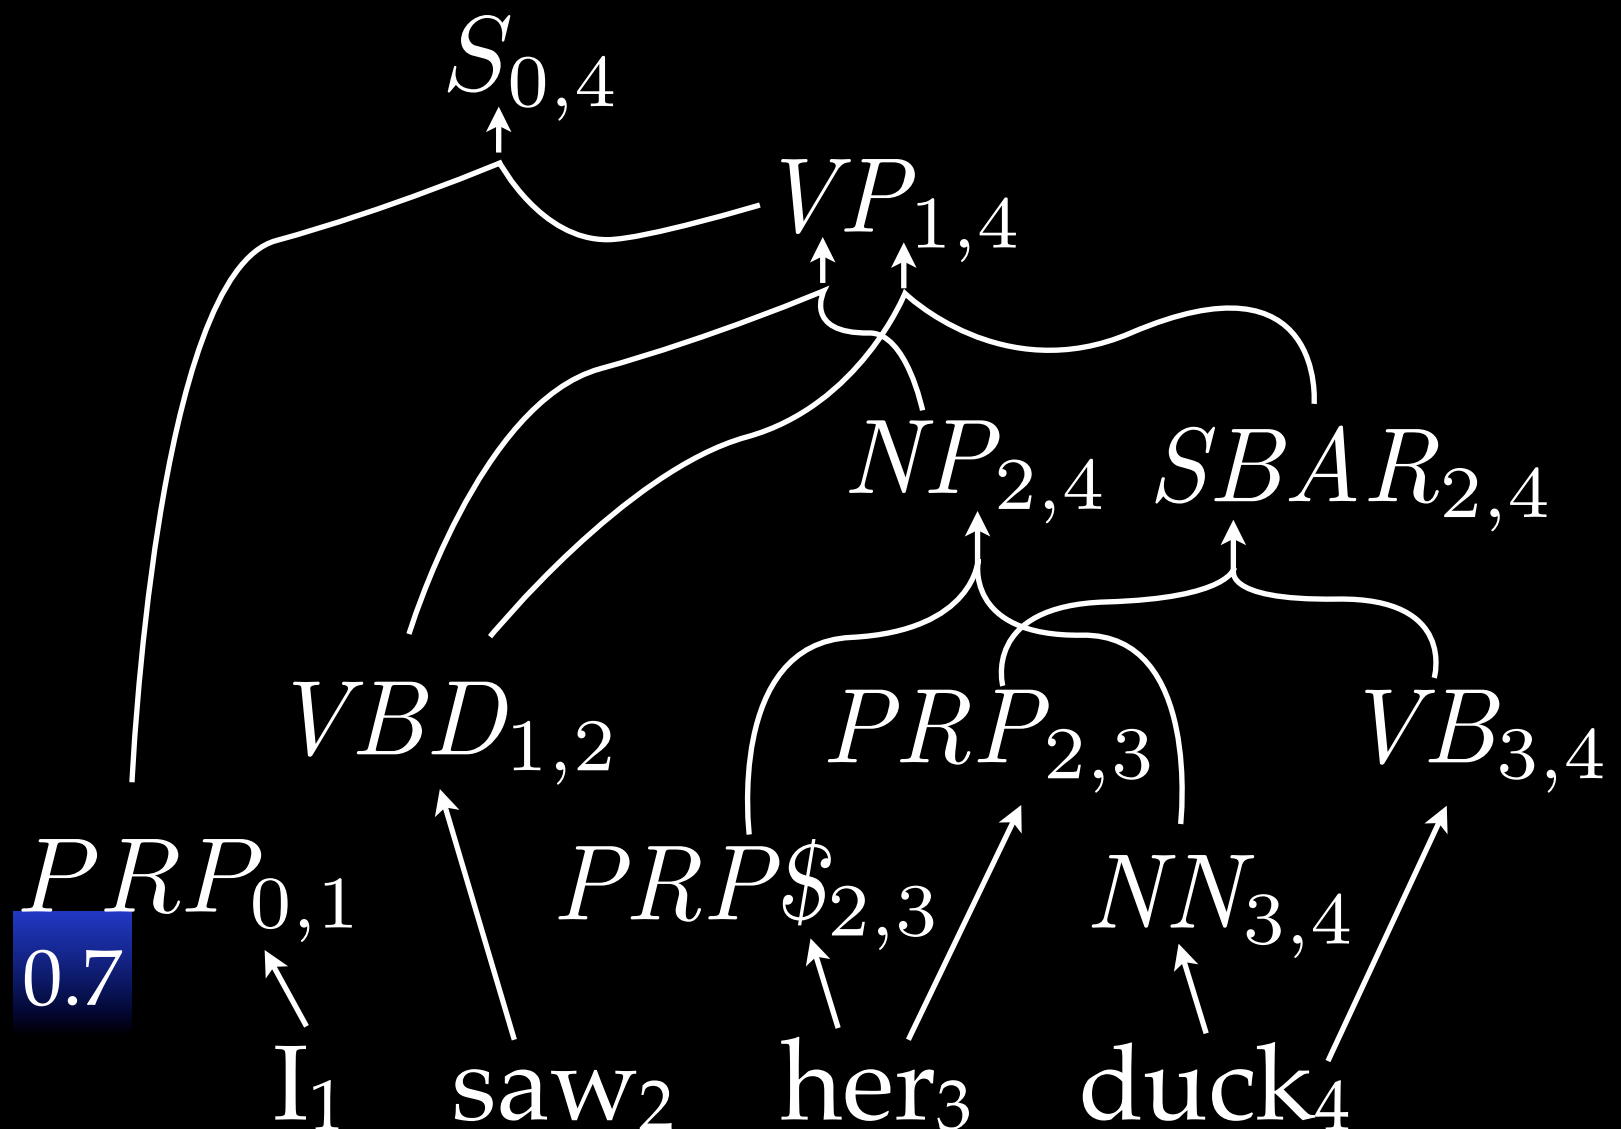 S0,4
VP1,4
NP2,4 SBAR2,4
VBD1,2 PRP2,3 VB3,4
PRP0,1 PRP$2,3 NN3,4
0.7
I1 saw2 her3 duck4